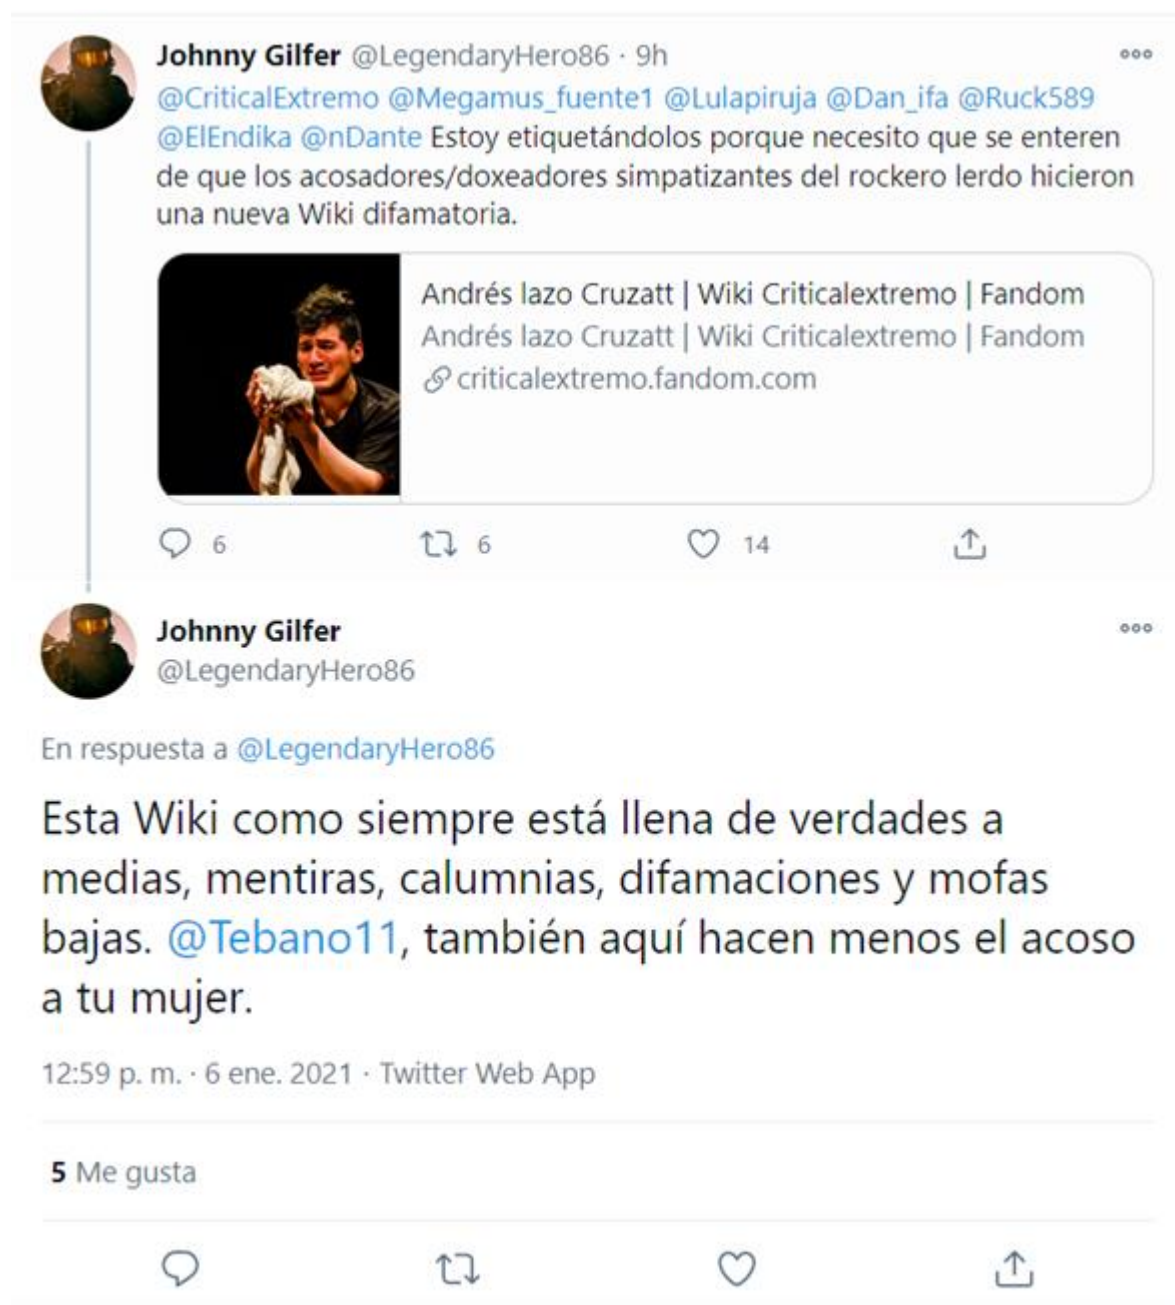 Johnny Gilfer @LegendaryHero86 · 9h
@CriticalExtremo @Megamus_fuente1 @Lulapiruja @Dan_ifa @Ruck589
@ElEndika @nDante Estoy etiquetándolos porque necesito que se enteren
de que los acosadores/doxeadores simpatizantes del rockero lerdo hicieron
una nueva Wiki difamatoria.
Andrés lazo Cruzatt | Wiki Criticalextremo | Fandom
Andrés lazo Cruzatt | Wiki Criticalextremo | Fandom
criticalextremo.fandom.com
6 6 14
Johnny Gilfer
@LegendaryHero86
En respuesta a @LegendaryHero86
Esta Wiki como siempre está llena de verdades a
medias, mentiras, calumnias, difamaciones y mofas
bajas. @Tebano11, también aquí hacen menos el acoso
a tu mujer.
12:59 p. m. · 6 ene. 2021 · Twitter Web App
5 Me gusta